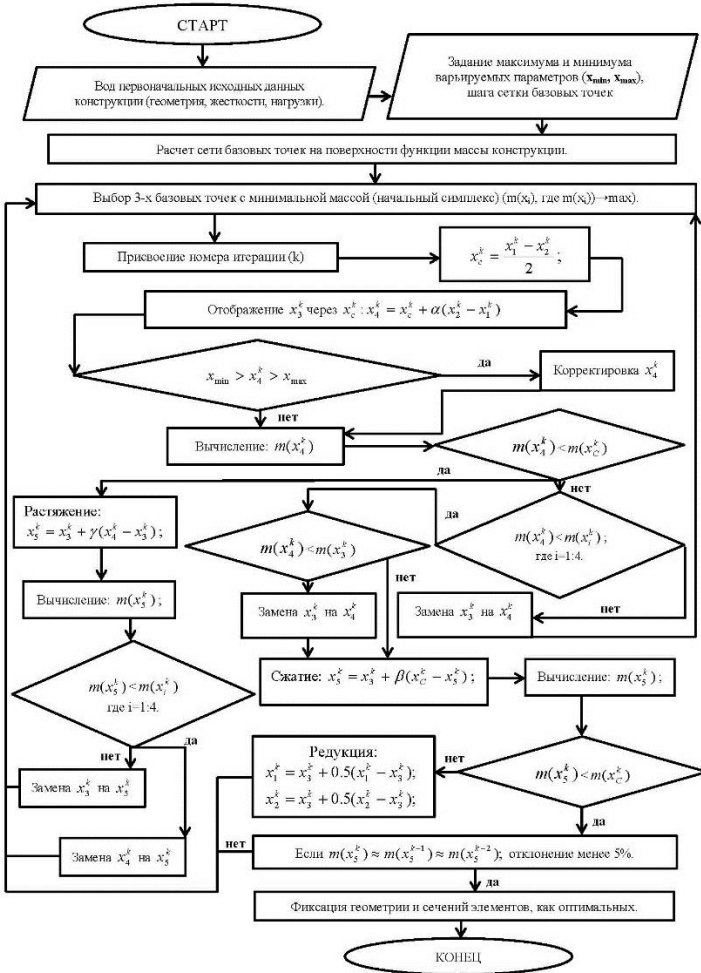 СТАРТ
Вод первоначальных исходных данных
конструкции (геометрия, жесткости, нагрузки).
Задание максимума и минимума
варьируемых параметров (x_min, x_max),
шага сетки базовых точек
Расчет сети базовых точек на поверхности функции массы конструкции.
Выбор 3-х базовых точек с минимальной массой (начальный симплекс) (m(x_i), где m(x_i))→max).
Присвоение номера итерации (k)
x_c^k = (x_1^k − x_2^k)/2 ;
Отображение x_3^k через x_c^k : x_4^k = x_c^k + α(x_2^k − x_1^k)
x_min > x_4^k > x_max
да
Корректировка x_4^k
нет
Вычисление: m(x_4^k)
m(x_4^k) < m(x_C^k)
да
нет
Растяжение:
x_5^k = x_3^k + γ(x_4^k − x_3^k) ;
m(x_4^k) < m(x_3^k)
да
m(x_4^k) < m(x_i^k) ;
где i=1:4.
нет
Вычисление: m(x_5^k) ;
Замена x_3^k на x_4^k
Замена x_3^k на x_4^k
нет
m(x_5^k) < m(x_i^k)
где i=1:4.
Сжатие: x_5^k = x_3^k + β(x_C^k − x_5^k) ;
Вычисление: m(x_5^k) ;
нет
да
Редукция:
x_1^k = x_3^k + 0.5(x_1^k − x_3^k);
x_2^k = x_3^k + 0.5(x_2^k − x_3^k);
нет
m(x_5^k) < m(x_C^k)
Замена x_3^k на x_5^k
да
Замена x_4^k на x_5^k
нет
Если m(x_5^k) ≈ m(x_5^{k−1}) ≈ m(x_5^{k−2}); отклонение менее 5%.
да
Фиксация геометрии и сечений элементов, как оптимальных.
КОНЕЦ